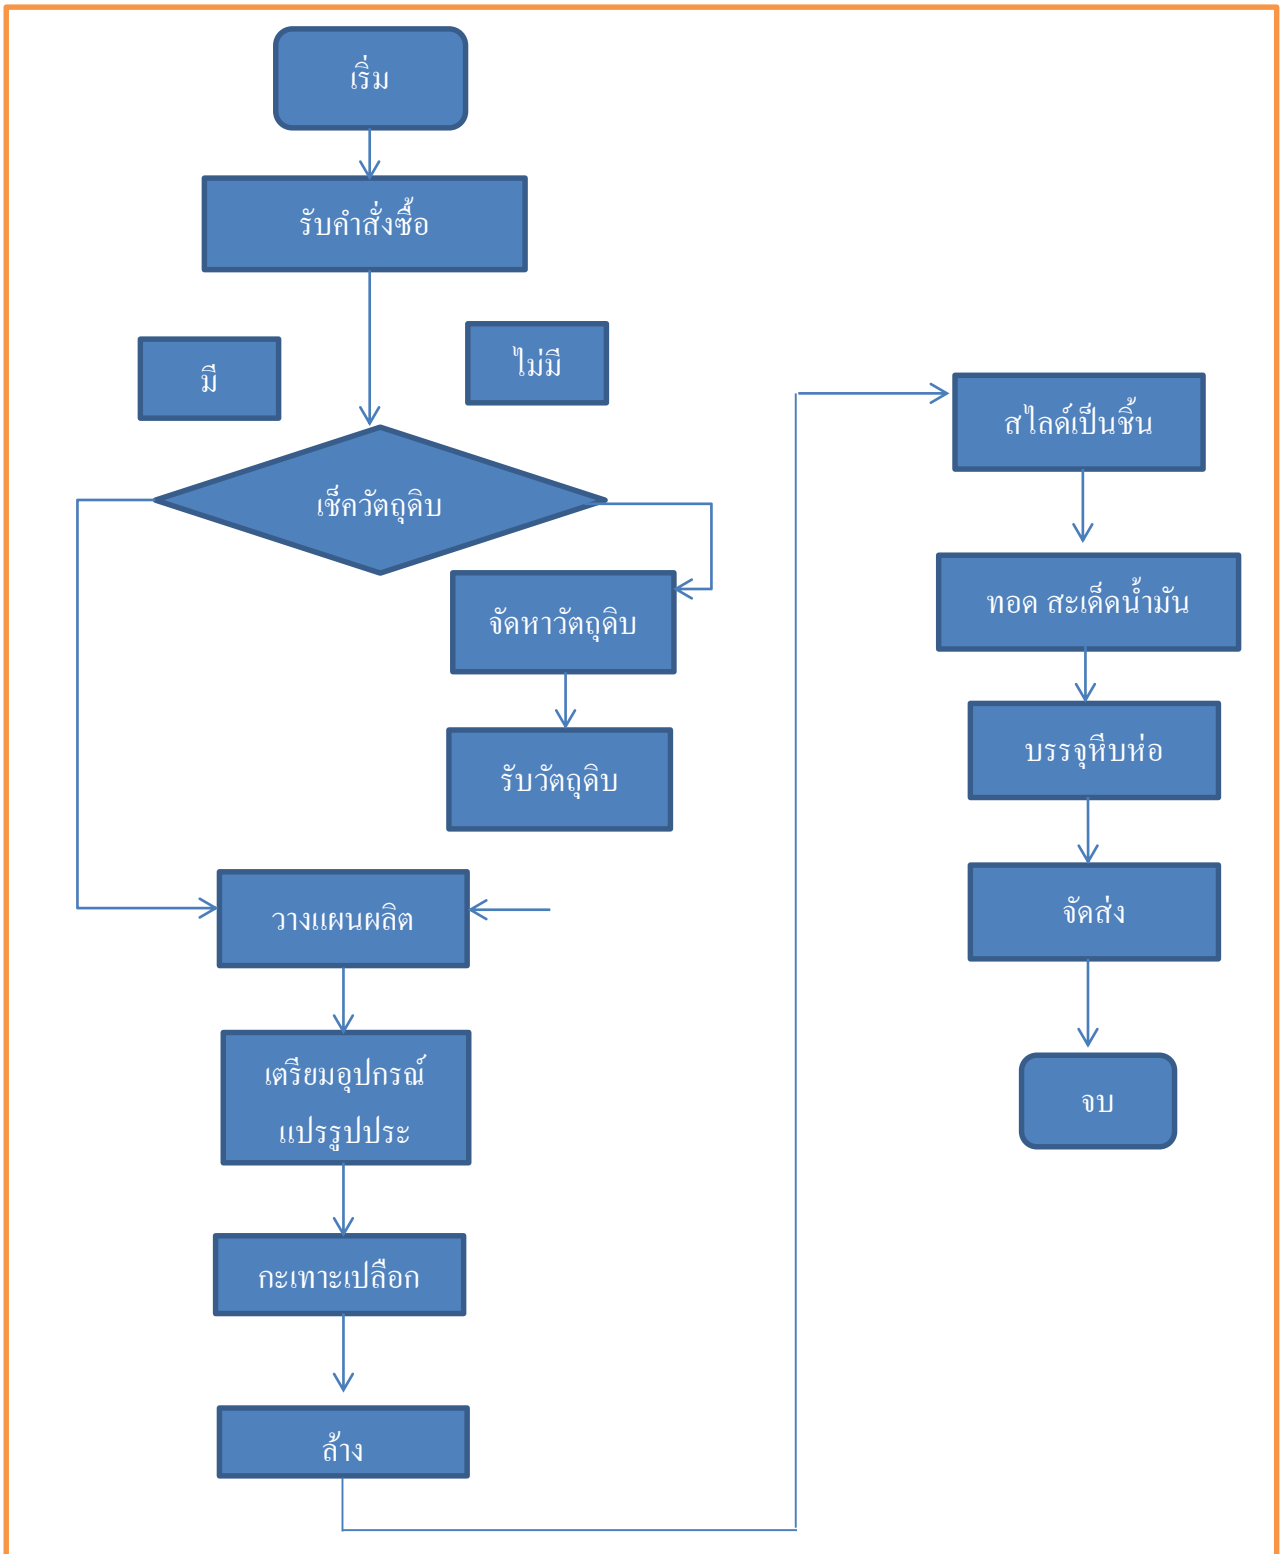 เริ่ม
รับคำสั่งซื้อ
มี
ไม่มี
เช็ควัตถุดิบ
จัดหาวัตถุดิบ
รับวัตถุดิบ
วางแผนผลิต
เตรียมอุปกรณ์
แปรรูปประ
กะเทาะเปลือก
ล้าง
สไลด์เป็นชิ้น
ทอด สะเด็ดน้ำมัน
บรรจุหีบห่อ
จัดส่ง
จบ